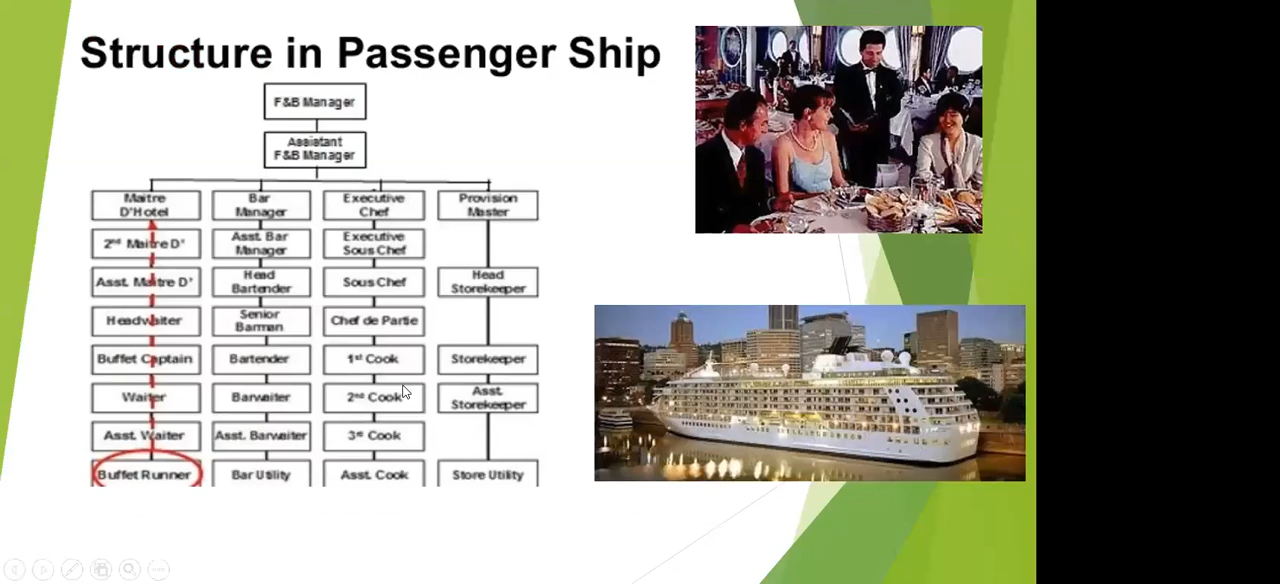 Structure in Passenger Ship
F&B Manager
Assistant
F&B Manager
Maitre
D'Hotel
Bar
Manager
Executive
Chef
Provision
Master
2nd Maitre D'
Asst. Bar
Manager
Executive
Sous Chef
Asst. Maitre D'
Head
Bartender
Sous Chef
Head
Storekeeper
Headwaiter
Senior
Barman
Chef de Partie
Buffet Captain
Bartender
1st Cook
Storekeeper
Waiter
Barwaiter
2nd Cook
Asst.
Storekeeper
Asst. Waiter
Asst. Barwaiter
3rd Cook
Buffet Runner
Bar Utility
Asst. Cook
Store Utility